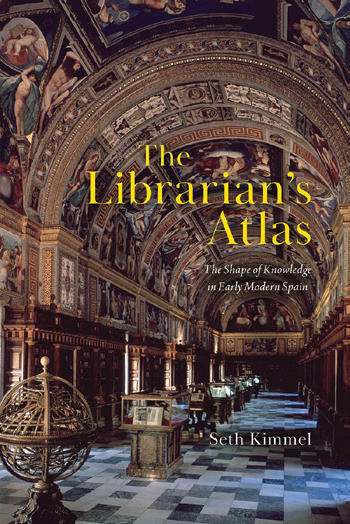 The
Librarian's
Atlas
The Shape of Knowledge
in Early Modern Spain
Seth Kimmel